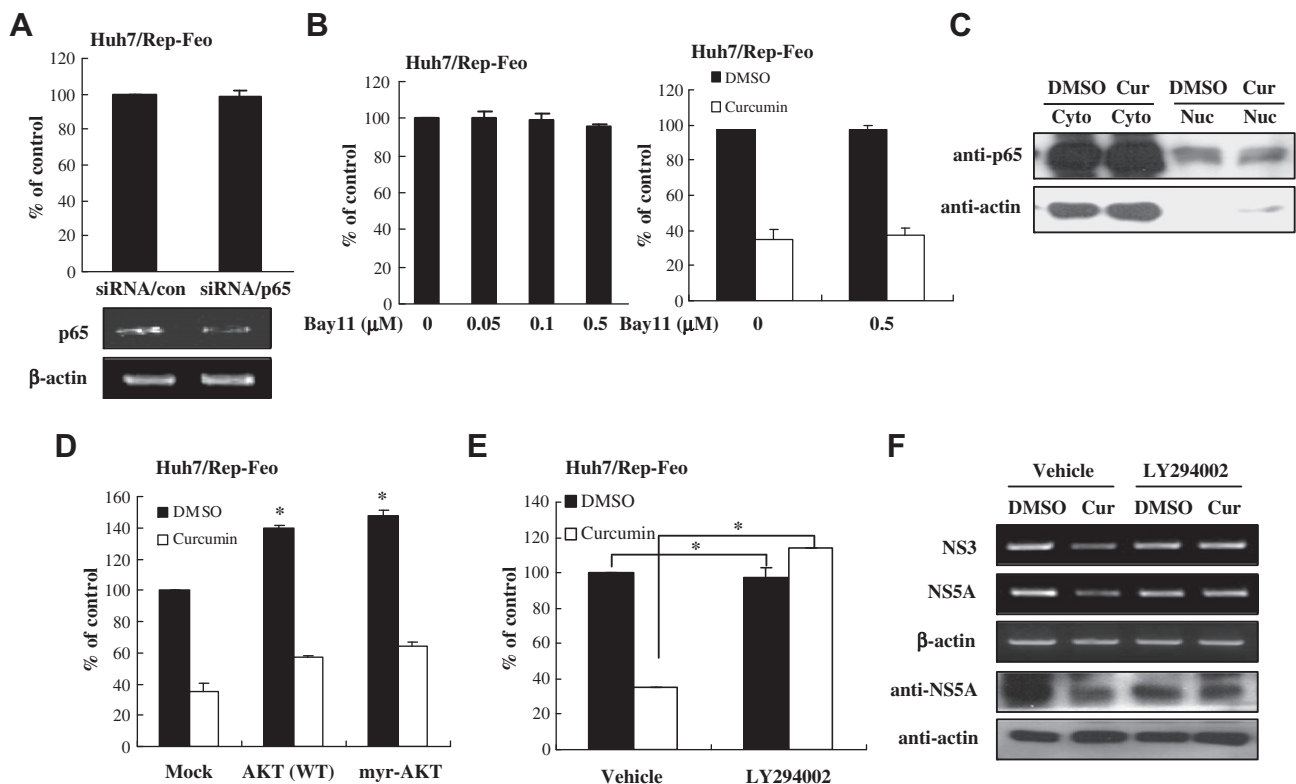 A
Huh7/Rep-Feo
% of control
120
100
80
60
40
20
0
siRNA/con siRNA/p65
p65
β-actin
B
Huh7/Rep-Feo
% of control
120
100
80
60
40
20
0
Bay11 (µM) 0 0.05 0.1 0.5
Huh7/Rep-Feo
DMSO
Curcumin
% of control
100
80
60
40
20
0
Bay11 (µM) 0 0.5
C
DMSO Cur DMSO Cur
Cyto Cyto Nuc Nuc
anti-p65
anti-actin
D
Huh7/Rep-Feo
DMSO
Curcumin
% of control
160
140
120
100
80
60
40
20
0
* *
Mock AKT (WT) myr-AKT
E
Huh7/Rep-Feo
DMSO
Curcumin
% of control
140
120
100
80
60
40
20
0
*
*
Vehicle LY294002
F
Vehicle LY294002
DMSO Cur DMSO Cur
NS3
NS5A
β-actin
anti-NS5A
anti-actin